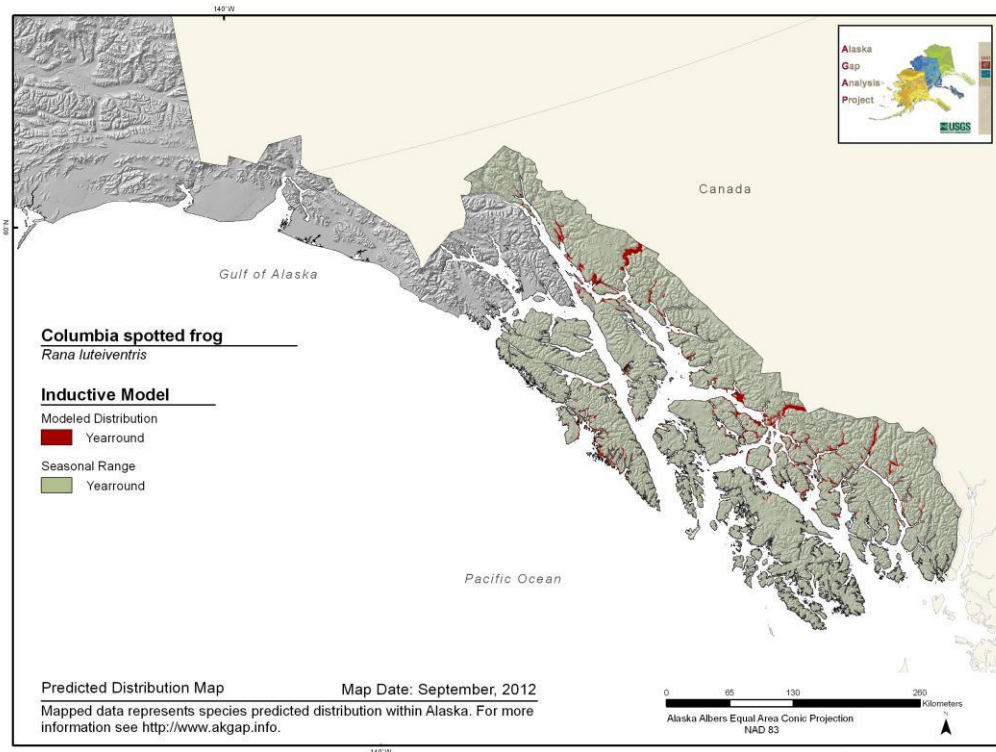 140°W
Alaska
Gap
Analysis
Project
USGS
Canada
60°N
Gulf of Alaska
Columbia spotted frog
Rana luteiventris
Inductive Model
Modeled Distribution
Yearround
Seasonal Range
Yearround
Pacific Ocean
Predicted Distribution Map Map Date: September, 2012
Mapped data represents species predicted distribution within Alaska. For more
information see http://www.akgap.info.
0 65 130 260
Kilometers
Alaska Albers Equal Area Conic Projection
NAD 83
N
140°W